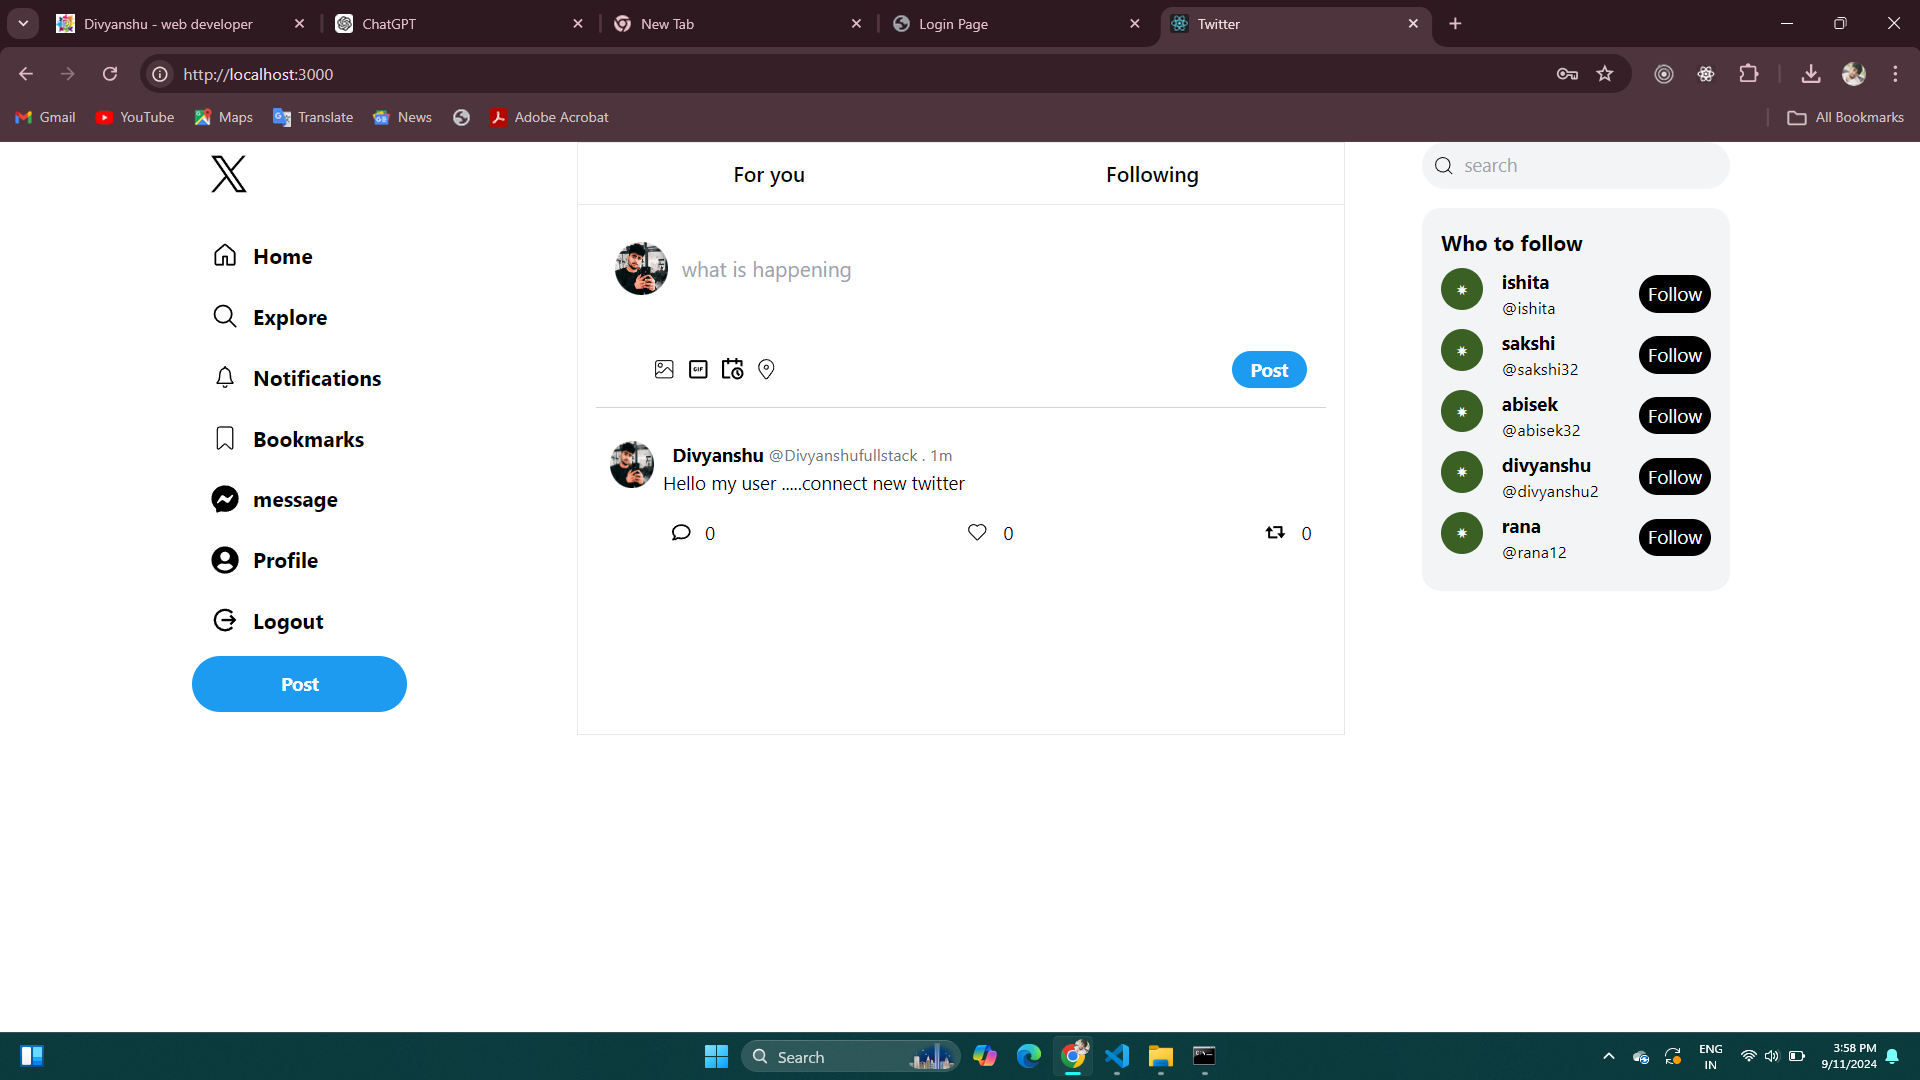 Divyanshu - web developer
ChatGPT
New Tab
Login Page
Twitter
http://localhost:3000
Gmail
YouTube
Maps
Translate
News
Adobe Acrobat
All Bookmarks
Home
Explore
Notifications
Bookmarks
message
Profile
Logout
Post
For you
Following
what is happening
GIF
Post
Divyanshu @Divyanshufullstack . 1m
Hello my user .....connect new twitter
0
0
0
search
Who to follow
ishita
@ishita
Follow
sakshi
@sakshi32
Follow
abisek
@abisek32
Follow
divyanshu
@divyanshu2
Follow
rana
@rana12
Follow
Search
ENG
IN
3:58 PM
9/11/2024